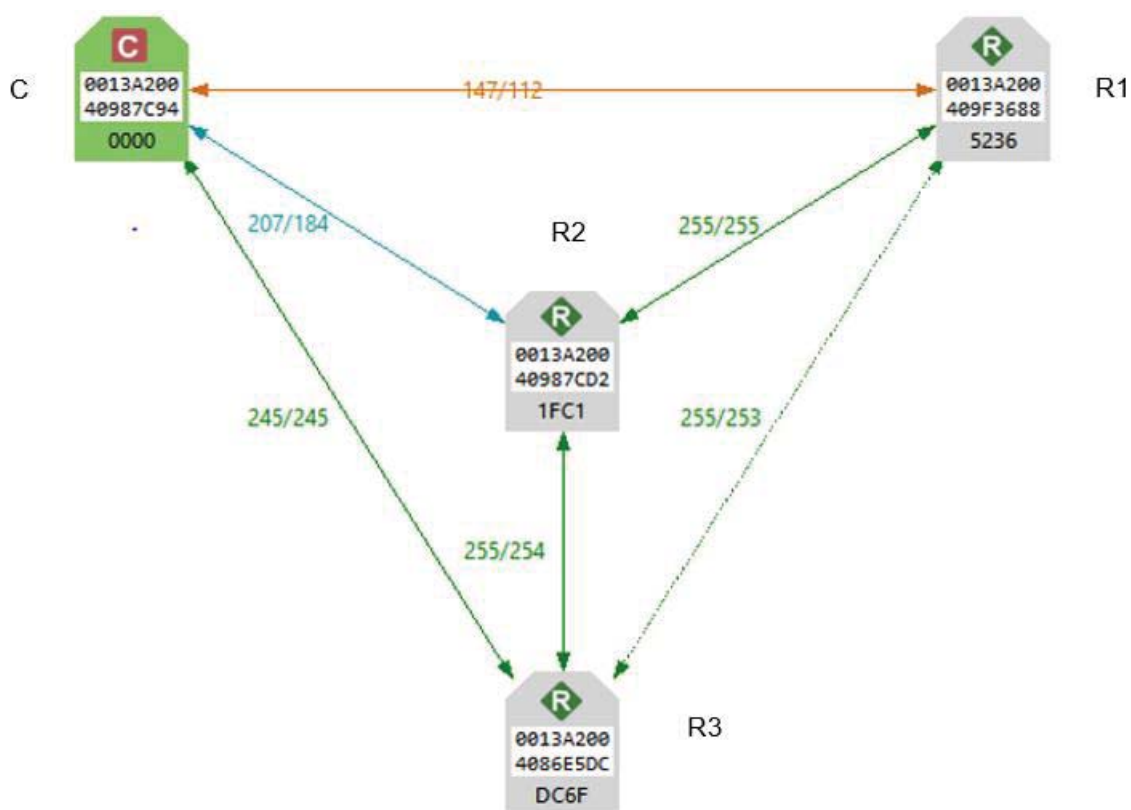 C
C
0013A200
40987C94
0000
147/112
R
0013A200
409F3688
5236
R1
207/184
R2
255/255
R
0013A200
40987CD2
1FC1
245/245
255/253
255/254
R
0013A200
4086E5DC
DC6F
R3